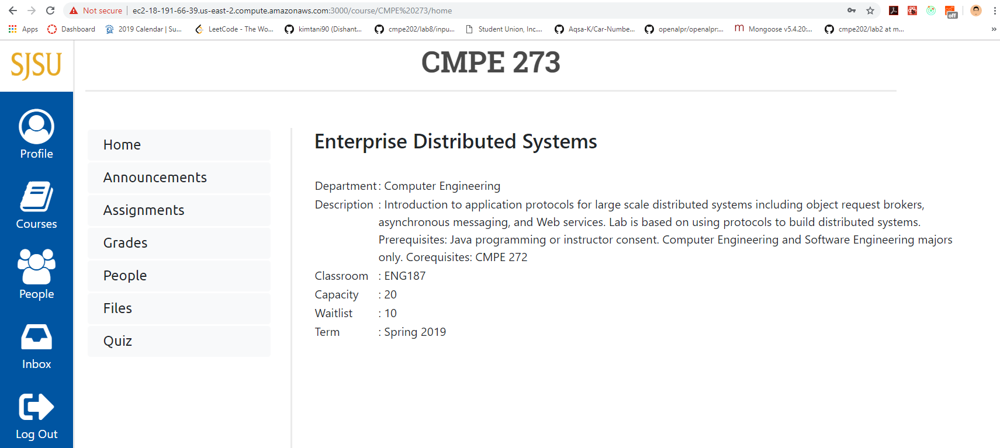 Not secure | ec2-18-191-66-39.us-east-2.compute.amazonaws.com:3000/course/CMPE%20273/home
off
Apps Dashboard 2019 Calendar | Su... LeetCode - The Wo... kimtani90 (Dishant... cmpe202/lab8/inpu... Student Union, Inc.... Aqsa-K/Car-Numbe... openalpr/openalpr:... Mongoose v5.4.20:... cmpe202/lab2 at m... »
SJSU
CMPE 273
Profile
Courses
People
Inbox
Log Out
Home
Announcements
Assignments
Grades
People
Files
Quiz
Enterprise Distributed Systems
Department : Computer Engineering
Description : Introduction to application protocols for large scale distributed systems including object request brokers,
asynchronous messaging, and Web services. Lab is based on using protocols to build distributed systems.
Prerequisites: Java programming or instructor consent. Computer Engineering and Software Engineering majors
only. Corequisites: CMPE 272
Classroom : ENG187
Capacity : 20
Waitlist : 10
Term : Spring 2019